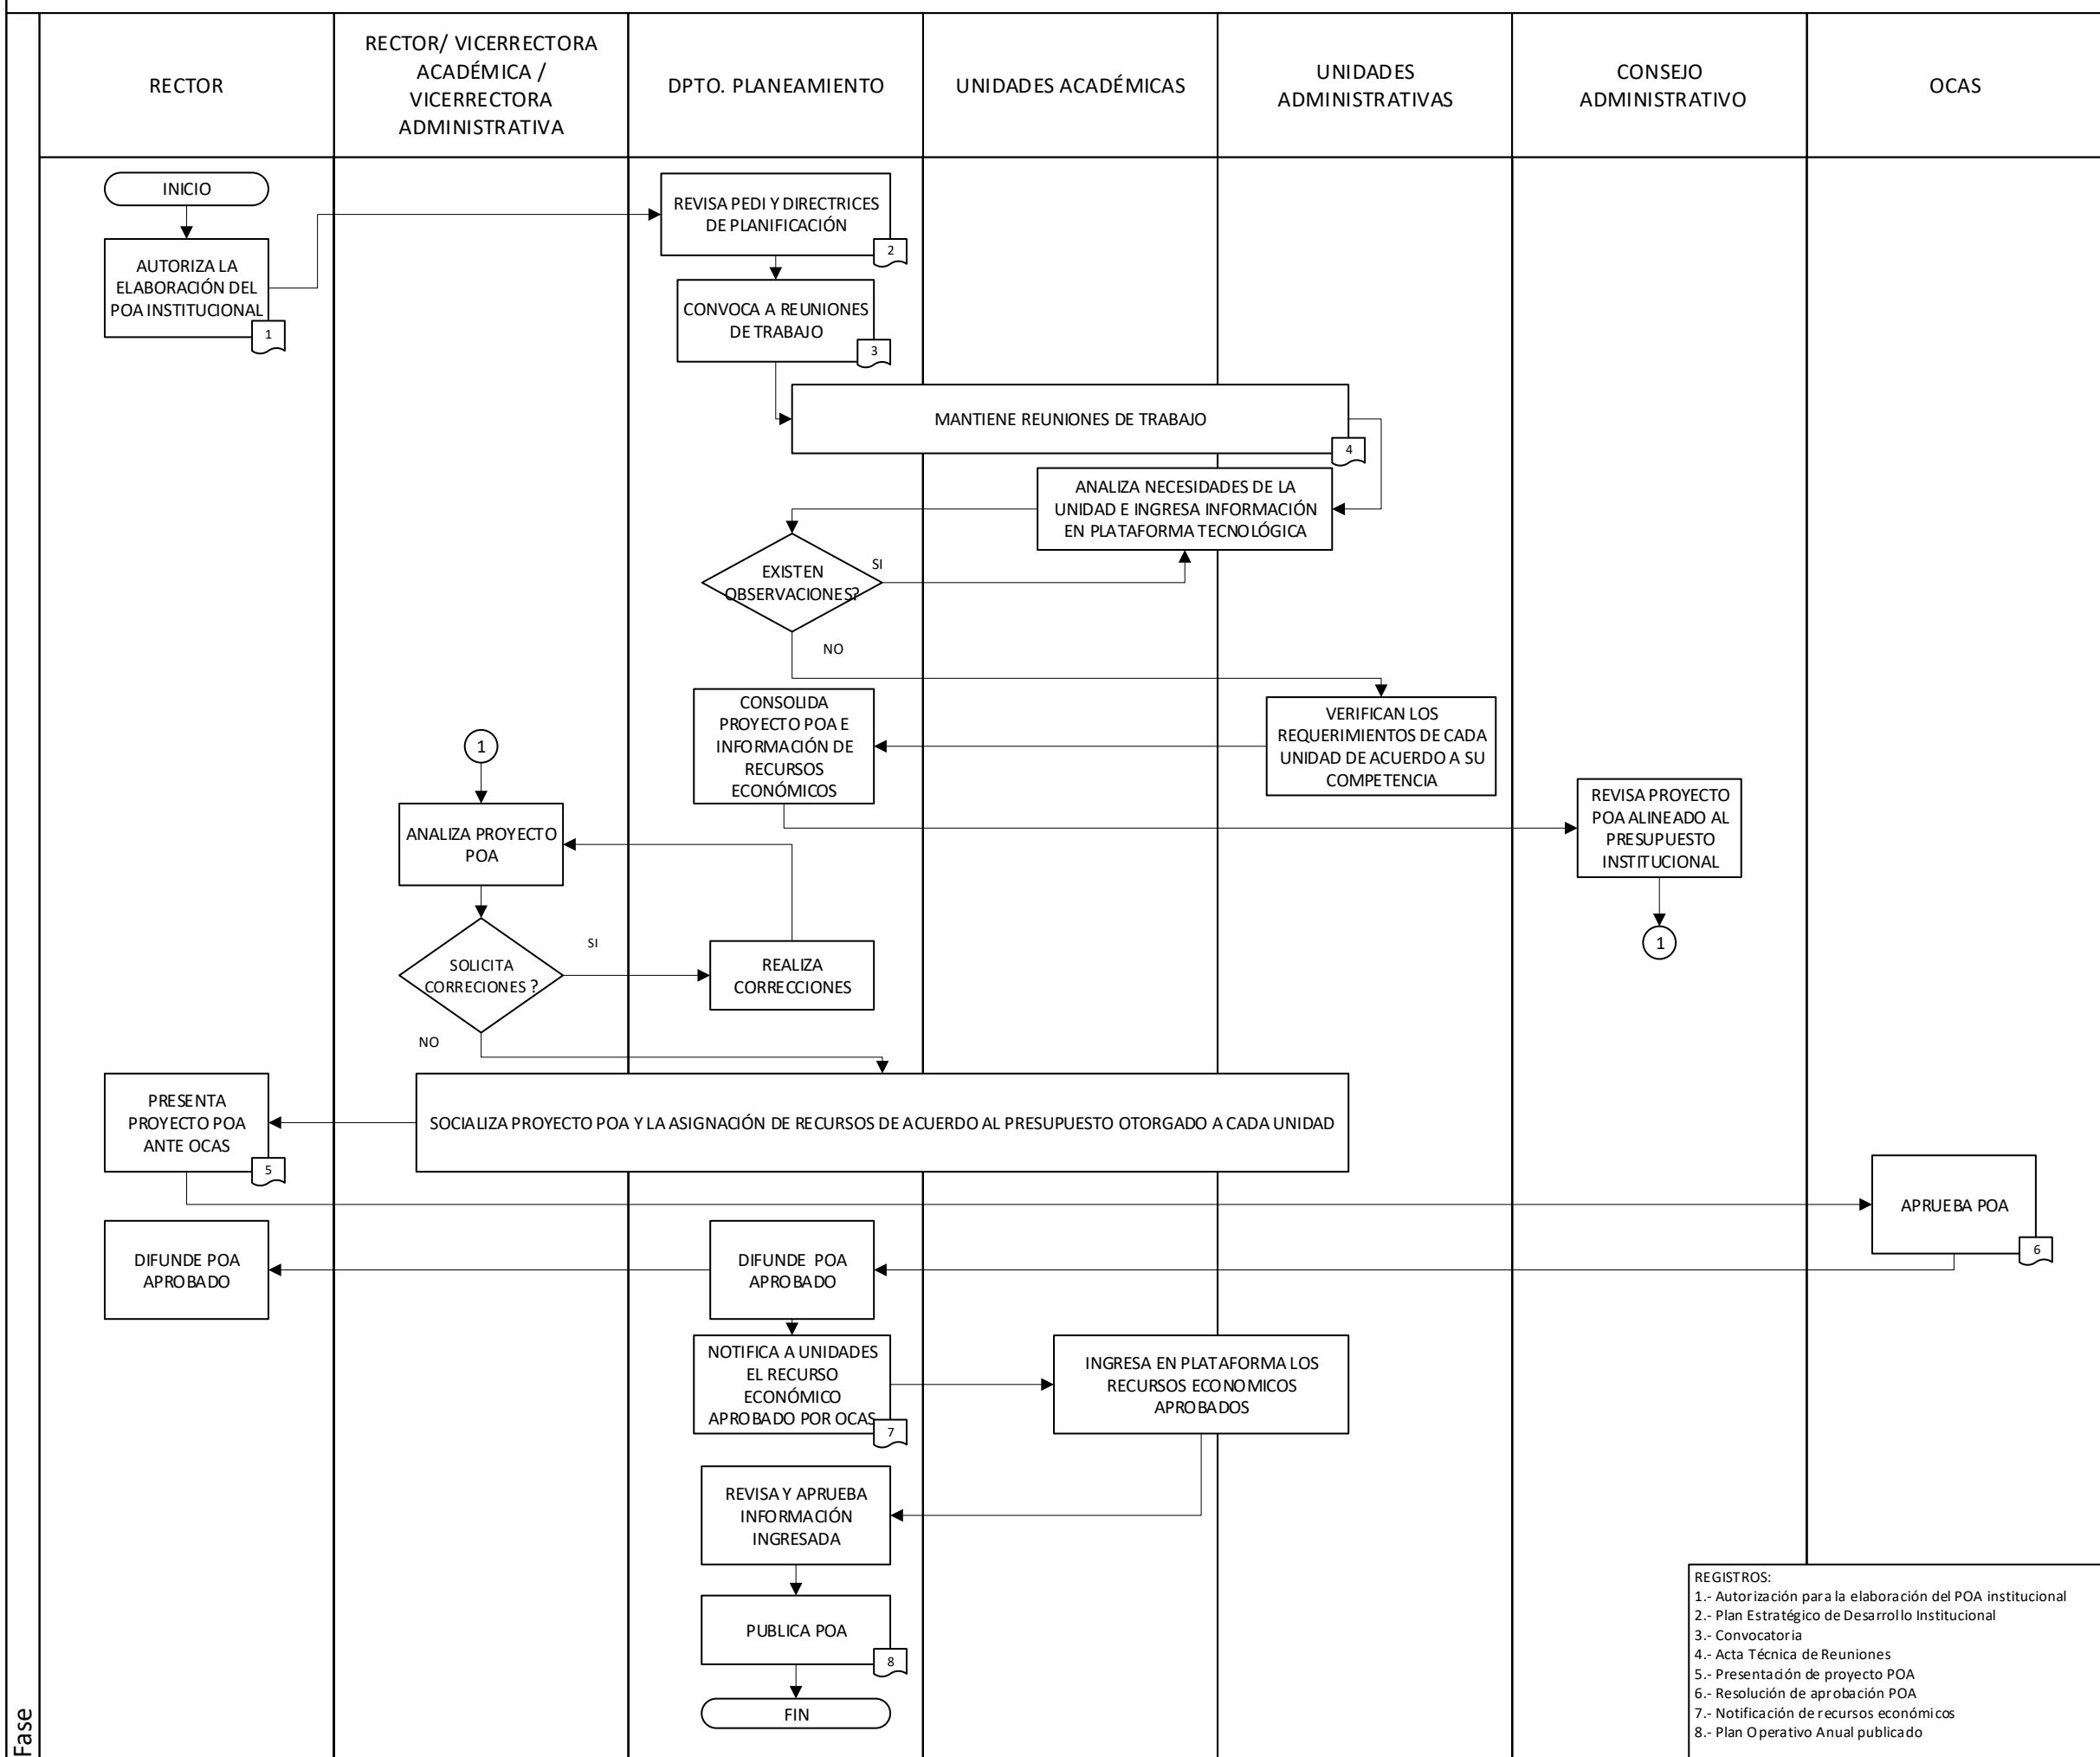 RECTOR
RECTOR/ VICERRECTORA
ACADÉMICA /
VICERRECTORA
ADMINISTRATIVA
DPTO. PLANEAMIENTO
UNIDADES ACADÉMICAS
UNIDADES
ADMINISTRATIVAS
CONSEJO
ADMINISTRATIVO
OCAS
INICIO
AUTORIZA LA
ELABORACIÓN DEL
POA INSTITUCIONAL
1
REVISA PEDI Y DIRECTRICES
DE PLANIFICACIÓN
2
CONVOCA A REUNIONES
DE TRABAJO
3
MANTIENE REUNIONES DE TRABAJO
4
ANALIZA NECESIDADES DE LA
UNIDAD E INGRESA INFORMACIÓN
EN PLATAFORMA TECNOLÓGICA
EXISTEN
OBSERVACIONES?
SI
NO
VERIFICAN LOS
REQUERIMIENTOS DE CADA
UNIDAD DE ACUERDO A SU
COMPETENCIA
CONSOLIDA
PROYECTO POA E
INFORMACIÓN DE
RECURSOS
ECONÓMICOS
REVISA PROYECTO
POA ALINEADO AL
PRESUPUESTO
INSTITUCIONAL
1
1
ANALIZA PROYECTO
POA
SOLICITA
CORRECIONES ?
SI
REALIZA
CORRECCIONES
NO
SOCIALIZA PROYECTO POA Y LA ASIGNACIÓN DE RECURSOS DE ACUERDO AL PRESUPUESTO OTORGADO A CADA UNIDAD
PRESENTA
PROYECTO POA
ANTE OCAS
5
APRUEBA POA
6
DIFUNDE POA
APROBADO
DIFUNDE POA
APROBADO
NOTIFICA A UNIDADES
EL RECURSO
ECONÓMICO
APROBADO POR OCAS
7
INGRESA EN PLATAFORMA LOS
RECURSOS ECONOMICOS
APROBADOS
REVISA Y APRUEBA
INFORMACIÓN
INGRESADA
PUBLICA POA
8
FIN
REGISTROS:
1.- Autorización para la elaboración del POA institucional
2.- Plan Estratégico de Desarrollo Institucional
3.- Convocatoria
4.- Acta Técnica de Reuniones
5.- Presentación de proyecto POA
6.- Resolución de aprobación POA
7.- Notificación de recursos económicos
8.- Plan Operativo Anual publicado
Fase